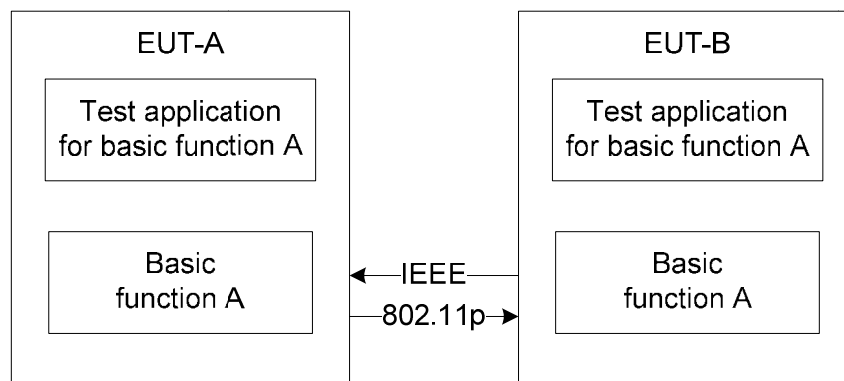 EUT-A
Test application
for basic function A
Basic
function A
IEEE
802.11p
EUT-B
Test application
for basic function A
Basic
function A